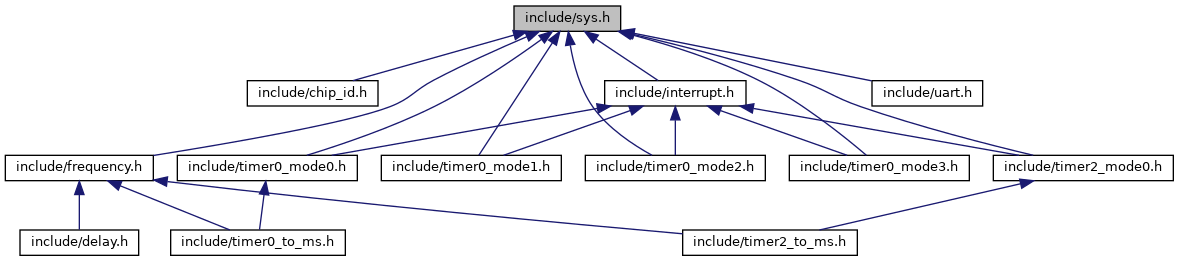 include/sys.h
include/chip_id.h
include/interrupt.h
include/uart.h
include/frequency.h
include/timer0_mode0.h
include/timer0_mode1.h
include/timer0_mode2.h
include/timer0_mode3.h
include/timer2_mode0.h
include/delay.h
include/timer0_to_ms.h
include/timer2_to_ms.h